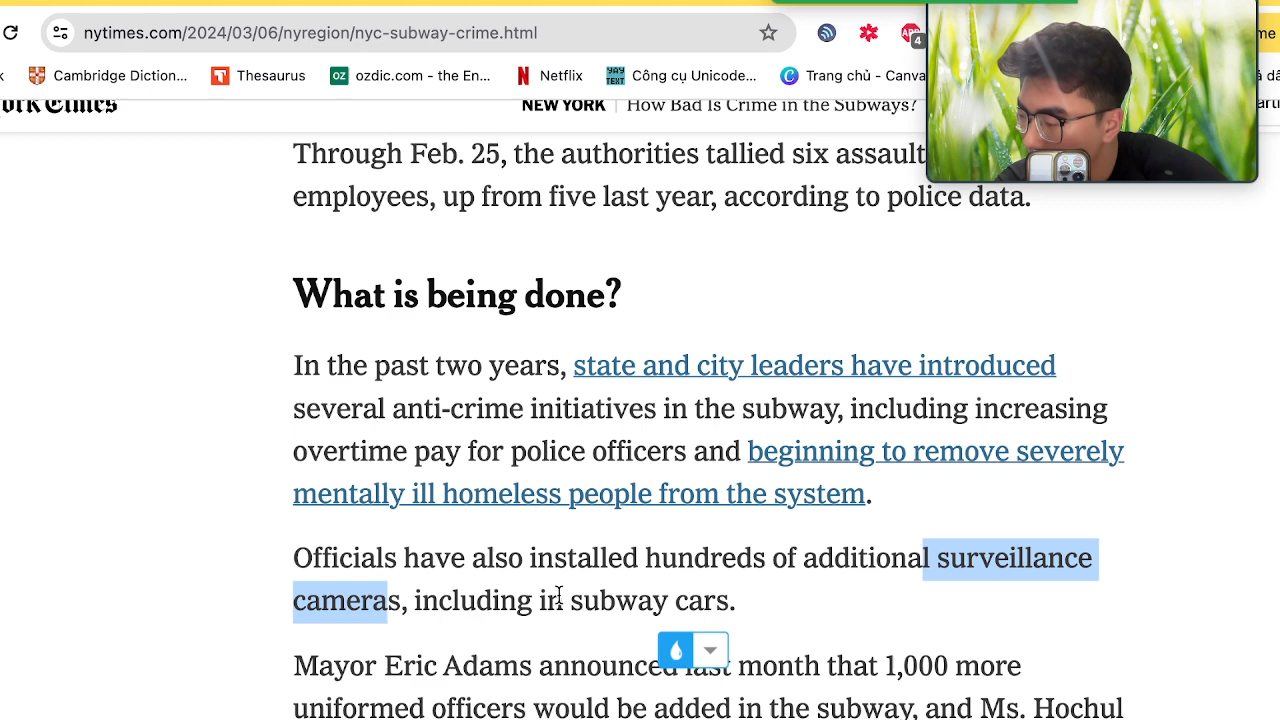 nytimes.com/2024/03/06/nyregion/nyc-subway-crime.html
4
me
k Cambridge Diction... T Thesaurus OZ ozdic.com - the En... N Netflix YAY TEXT Công cụ Unicode... C Trang chủ - Canva
NEW YORK | How Bad Is Crime in the Subways?
Through Feb. 25, the authorities tallied six assault
employees, up from five last year, according to police data.
What is being done?
In the past two years, state and city leaders have introduced
several anti-crime initiatives in the subway, including increasing
overtime pay for police officers and beginning to remove severely
mentally ill homeless people from the system.
Officials have also installed hundreds of additional surveillance
cameras, including in subway cars.
Mayor Eric Adams announced last month that 1,000 more
uniformed officers would be added in the subway, and Ms. Hochul